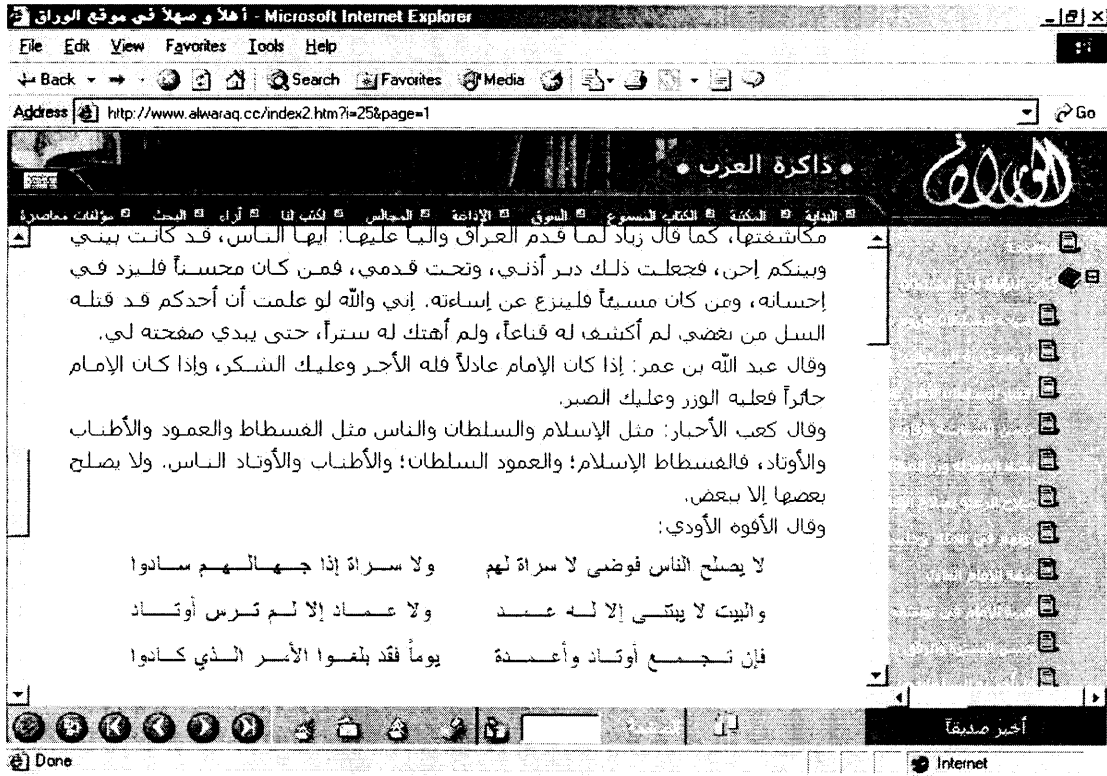 أهلاً و سهلاً في موقع الوراق - Microsoft Internet Explorer
File Edit View Favorites Tools Help
Back Search Favorites Media
Address http://www.alwaraq.cc/index2.htm?i=25&page=1 Go
الوراق
• ذاكرة العرب •
البداية المكتبة الكتاب المسموع السوق الإذاعة المجالس اكتب لنا آراء البحث مؤلفات معاصرة
مكاشفتها، كما قال زياد لما قدم العراق والياً عليها: أيها الناس، قد كانت بيني
وبينكم إحن، فجعلت ذلك دبر أذني، وتحت قدمي، فمن كان محسناً فليزد في
إحسانه، ومن كان مسيئاً فلينزع عن إساءته. إني والله لو علمت أن أحدكم قد قتله
السل من بغضي لم أكشف له قناعاً، ولم أهتك له ستراً، حتى يبدي صفحته لي.
وقال عبد الله بن عمر: إذا كان الإمام عادلاً فله الأجر وعليك الشكر، وإذا كان الإمام
جائراً فعليه الوزر وعليك الصبر.
وقال كعب الأحبار: مثل الإسلام والسلطان والناس مثل الفسطاط والعمود والأطناب
والأوتاد، فالفسطاط الإسلام؛ والعمود السلطان؛ والأطناب والأوتاد الناس. ولا يصلح
بعضها إلا ببعض.
وقال الأفوه الأودي:
لا يصلح الناس فوضى لا سراة لهم ولا سراة إذا جهالهم سادوا
والبيت لا يبتنى إلا له عمد ولا عماد إلا لم ترس أوتاد
فإن تجمع أوتاد وأعمدة يوماً فقد بلغوا الأمر الذي كادوا
أخبر صديقاً
Done Internet